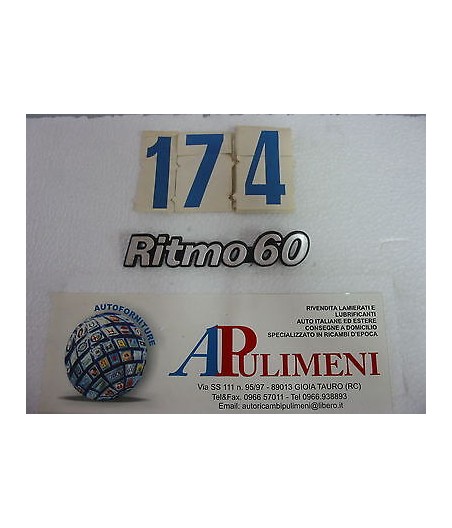 174
Ritmo 60
AUTOFORNITURE
RIVENDITA LAMIERATI E
LUBRIFICANTI
AUTO ITALIANE ED ESTERE
CONSEGNE A DOMICILIO
SPECIALIZZATO IN RICAMBI D'EPOCA
APULIMENI
Via SS 111 n. 95/97 - 89013 GIOIA TAURO (RC)
Tel&Fax. 0966 57011 - Tel 0966.938893
Email: autoricambipulimeni@libero.it